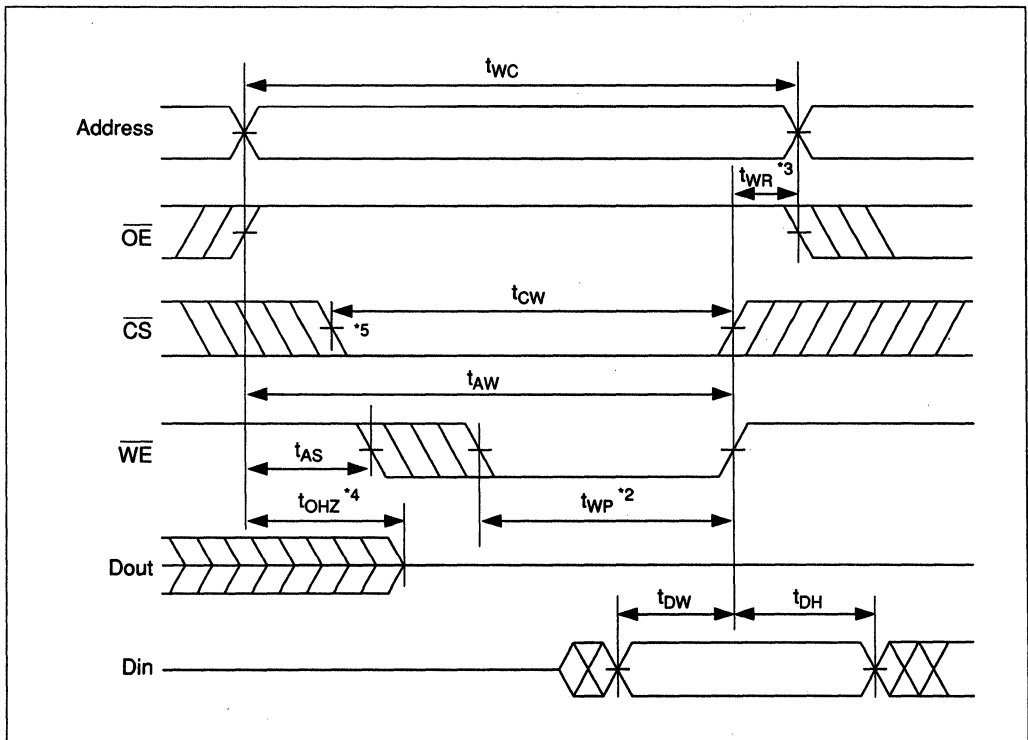 tWC
Address
tWR *3
OE
tCW
CS
*5
tAW
WE
tAS
tOHZ *4
tWP *2
Dout
tDW
tDH
Din